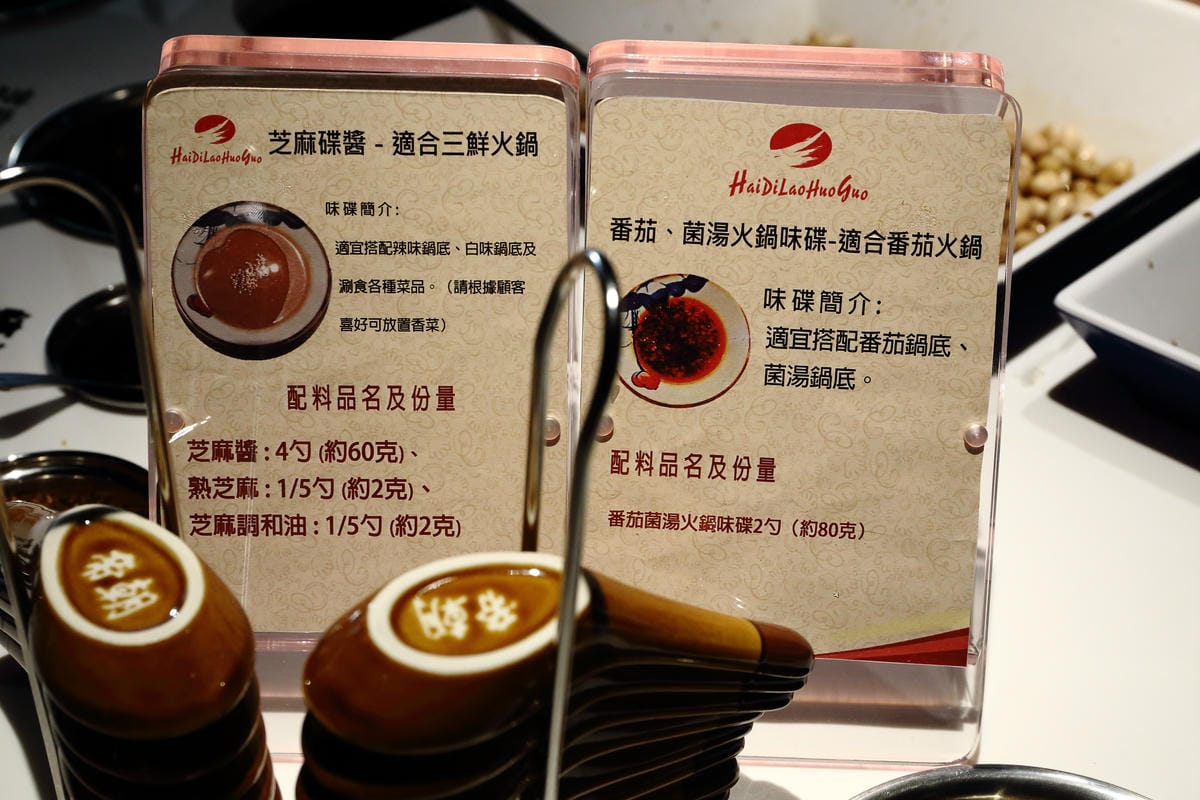 HaiDiLaoHuoGuo
芝麻碟醬 - 適合三鮮火鍋
味碟簡介:
適宜搭配辣味鍋底、白味鍋底及
涮食各種菜品。(請根據顧客
喜好可放置香菜)
配料品名及份量
芝麻醬 : 4勺 (約60克)、
熟芝麻 : 1/5勺 (約2克)、
芝麻調和油 : 1/5勺 (約2克)
HaiDiLaoHuoGuo
番茄、菌湯火鍋味碟-適合番茄火鍋
味碟簡介:
適宜搭配番茄鍋底、
菌湯鍋底。
配料品名及份量
番茄菌湯火鍋味碟2勺(約80克)